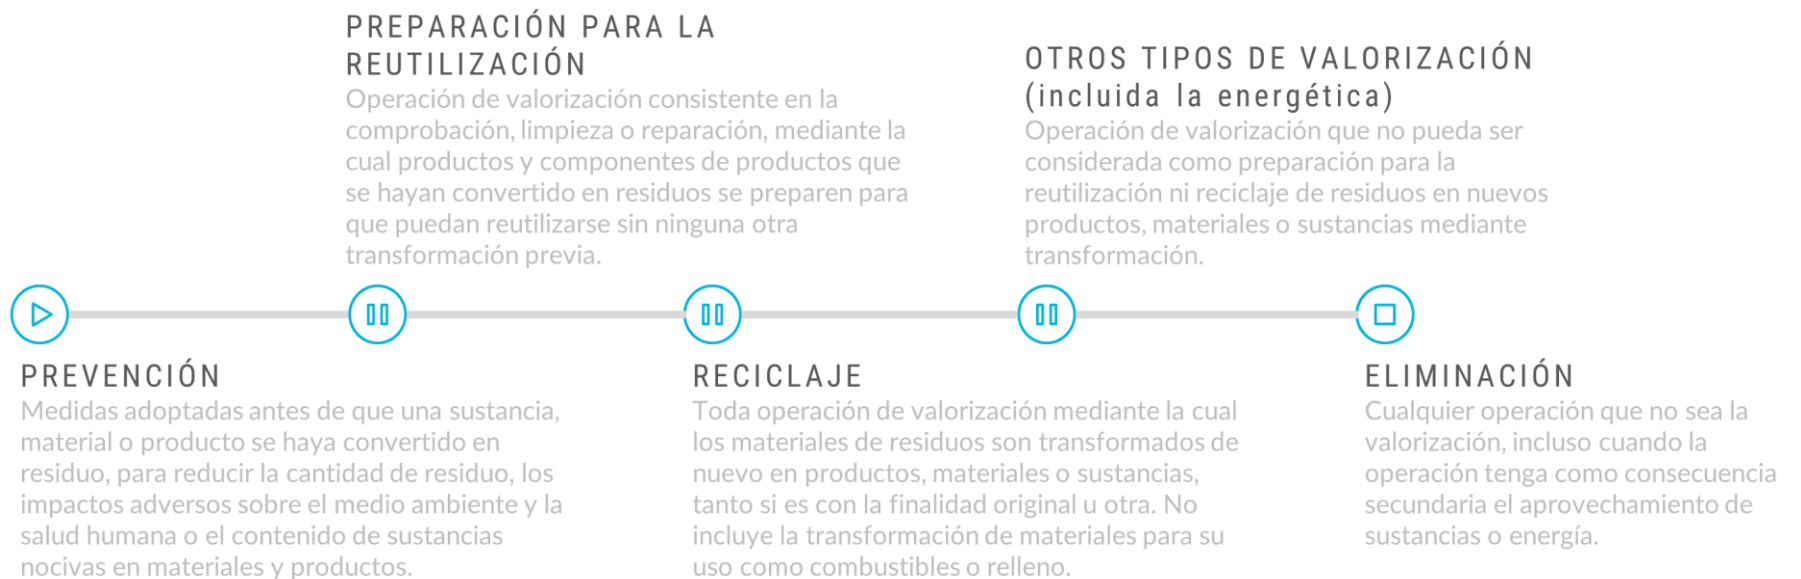 PREPARACIÓN PARA LA
REUTILIZACIÓN
Operación de valorización consistente en la
comprobación, limpieza o reparación, mediante la
cual productos y componentes de productos que
se hayan convertido en residuos se preparen para
que puedan reutilizarse sin ninguna otra
transformación previa.
OTROS TIPOS DE VALORIZACIÓN
(incluida la energética)
Operación de valorización que no pueda ser
considerada como preparación para la
reutilización ni reciclaje de residuos en nuevos
productos, materiales o sustancias mediante
transformación.
PREVENCIÓN
Medidas adoptadas antes de que una sustancia,
material o producto se haya convertido en
residuo, para reducir la cantidad de residuo, los
impactos adversos sobre el medio ambiente y la
salud humana o el contenido de sustancias
nocivas en materiales y productos.
RECICLAJE
Toda operación de valorización mediante la cual
los materiales de residuos son transformados de
nuevo en productos, materiales o sustancias,
tanto si es con la finalidad original u otra. No
incluye la transformación de materiales para su
uso como combustibles o relleno.
ELIMINACIÓN
Cualquier operación que no sea la
valorización, incluso cuando la
operación tenga como consecuencia
secundaria el aprovechamiento de
sustancias o energía.